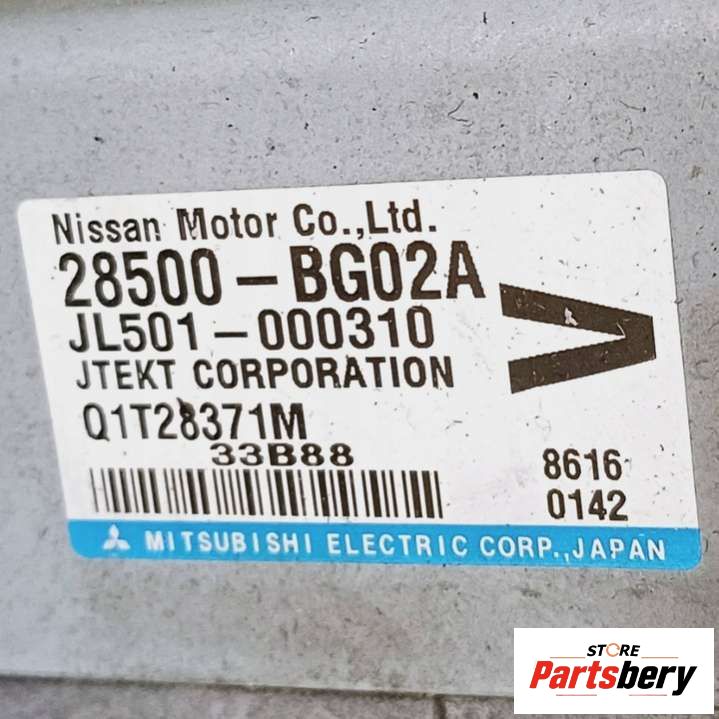 Nissan Motor Co.,Ltd.
28500-BG02A
JL501-000310
JTEKT CORPORATION
V
Q1T28371M
33B88
8616
0142
MITSUBISHI ELECTRIC CORP.,JAPAN
STORE
Partsbery